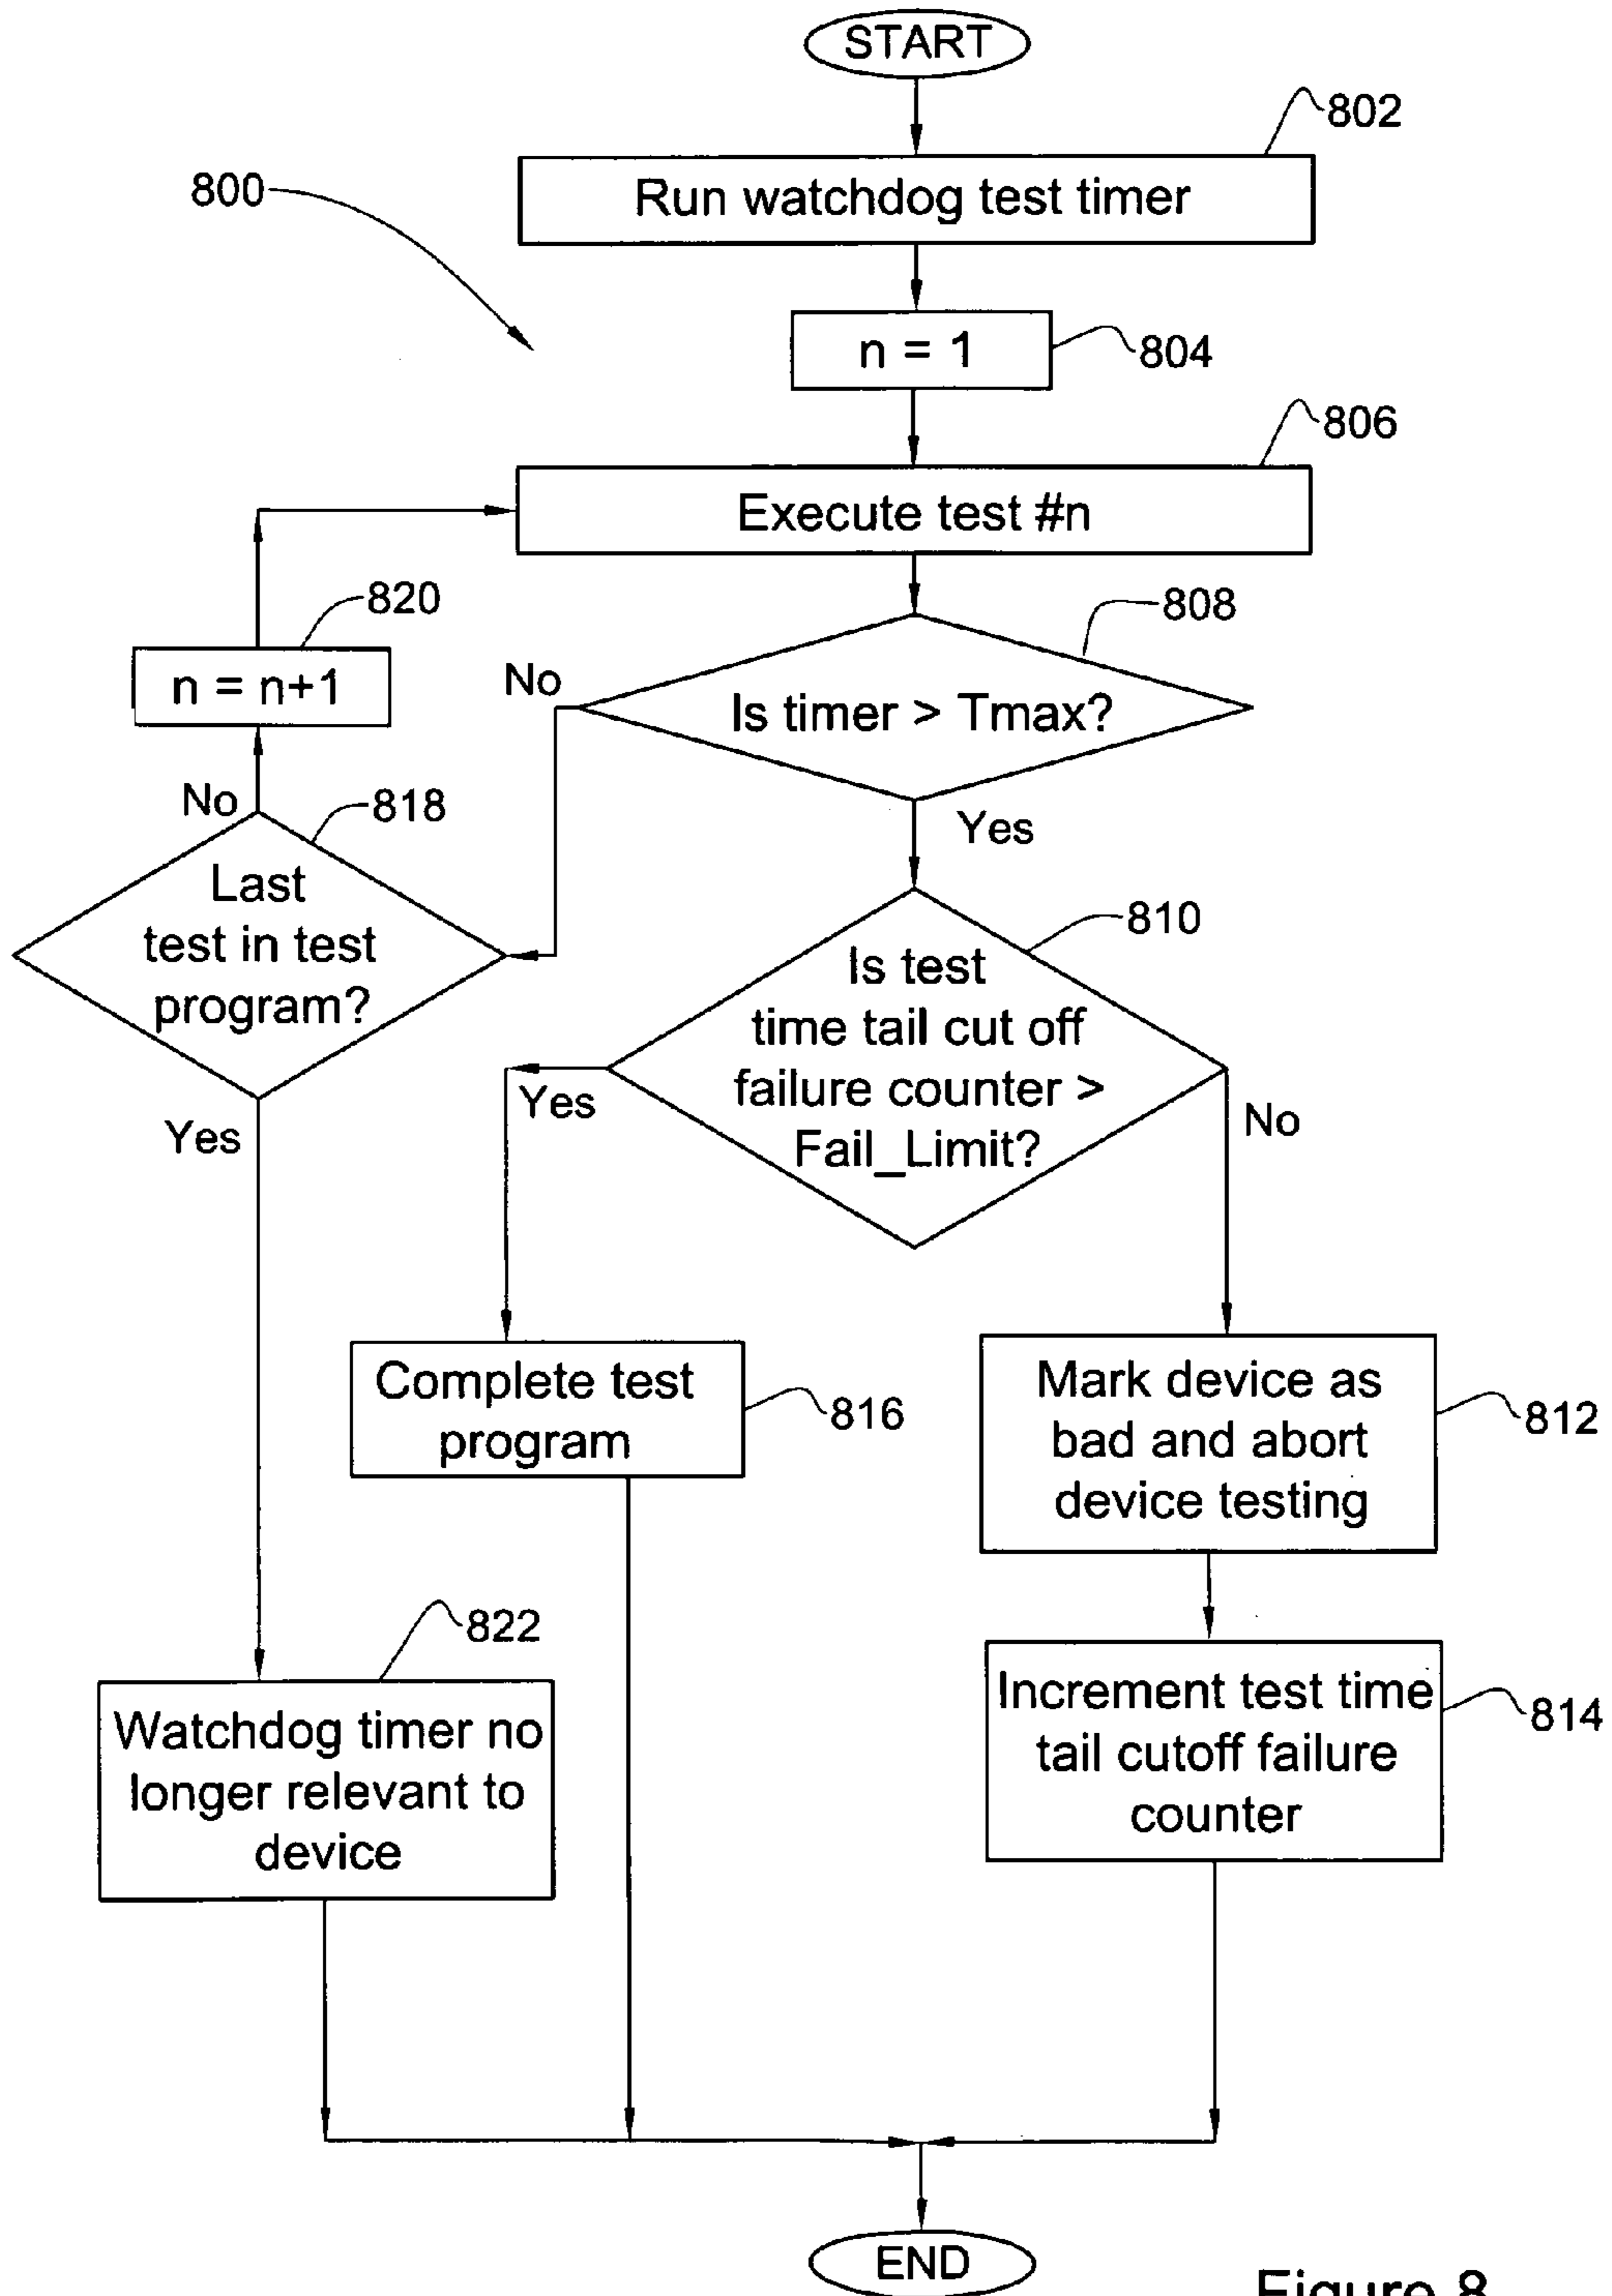 START
802
Run watchdog test timer
800
n = 1
804
806
Execute test #n
820
808
n = n+1
No
Is timer > Tmax?
No
818
Yes
Last
test in test
program?
810
Is test
time tail cut off
failure counter >
Fail_Limit?
Yes
No
Yes
Complete test
program
816
Mark device as
bad and abort
device testing
812
822
Watchdog timer no
longer relevant to
device
Increment test time
tail cutoff failure
counter
814
END
Figure 8